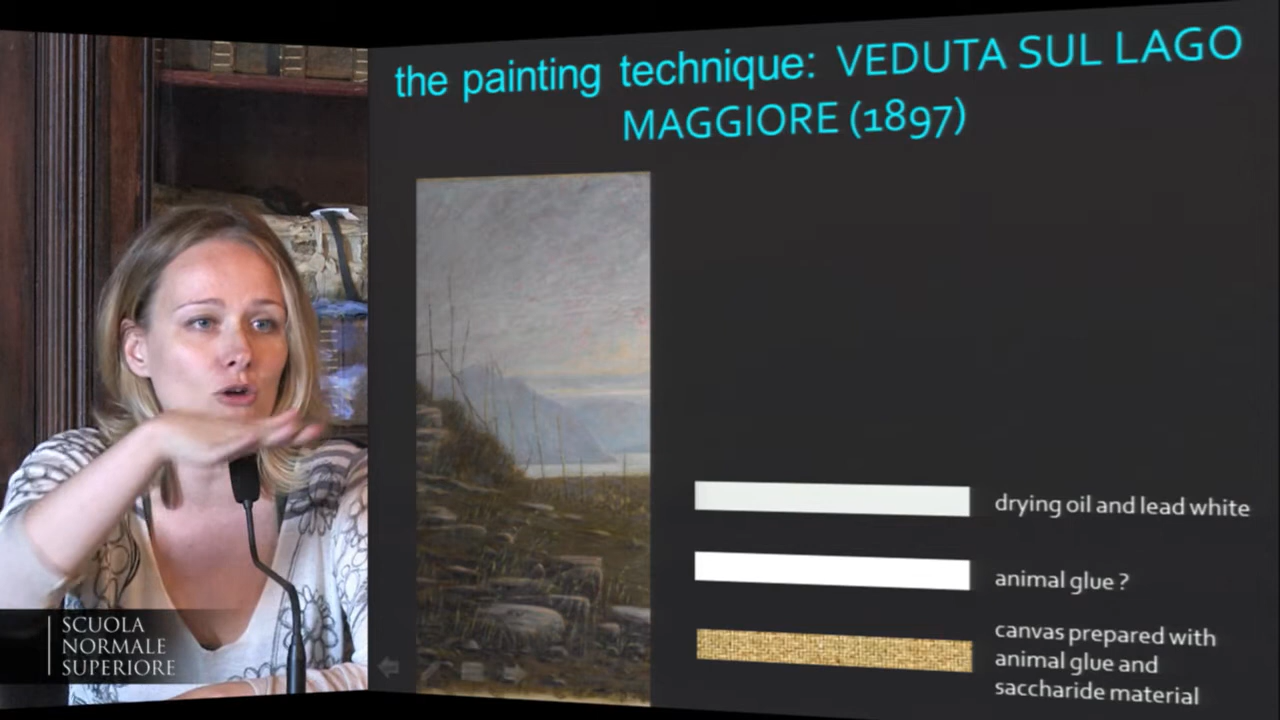 the painting technique: VEDUTA SUL LAGO
MAGGIORE (1897)
drying oil and lead white
animal glue ?
canvas prepared with
animal glue and
saccharide material
SCUOLA
NORMALE
SUPERIORE